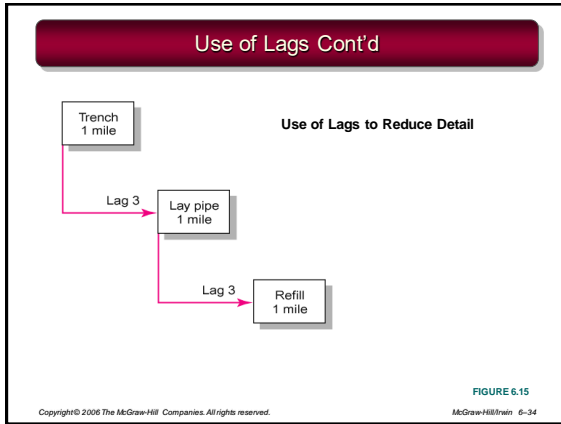 Use of Lags Cont'd
Trench
1 mile
Use of Lags to Reduce Detail
Lag 3
Lay pipe
1 mile
Lag 3
Refill
1 mile
FIGURE 6.15
Copyright© 2006 The McGraw-Hill Companies. All rights reserved.
McGraw-Hill/Irwin 6–34